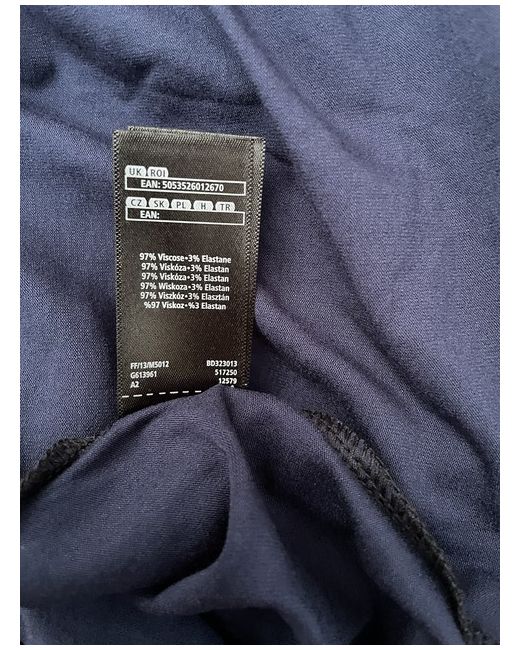 UK ROI
EAN: 5053526012670
CZ SK PL H TR
EAN:
97% Viscose•3% Elastane
97% Viskóza•3% Elastan
97% Viskóza•3% Elastan
97% Wiskoza•3% Elastan
97% Viszkóz•3% Elasztán
%97 Viskoz•%3 Elastan
FF/13/M5012 BD323013
G613961 517250
A2 12579